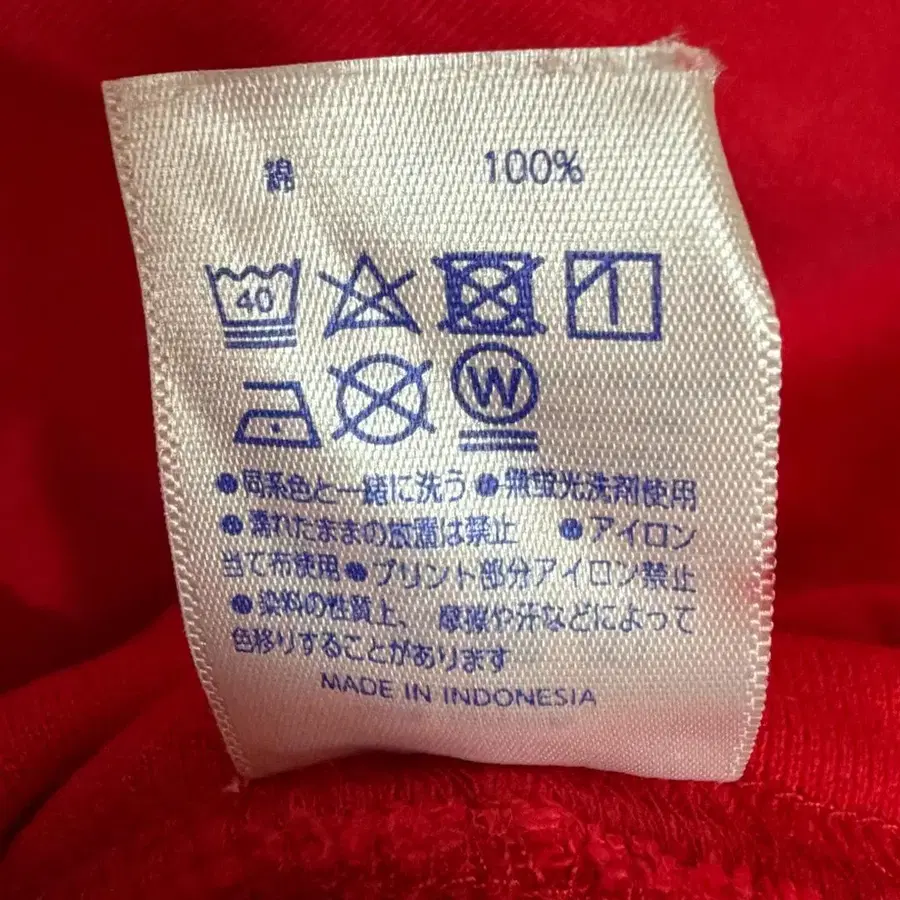 綿 100%
40
W
●同系色と一緒に洗う ●無蛍光洗剤使用
●濡れたままの放置は禁止 ●アイロン
当て布使用●プリント部分アイロン禁止
●染料の性質上、摩擦や汗などによって
色移りすることがあります
MADE IN INDONESIA